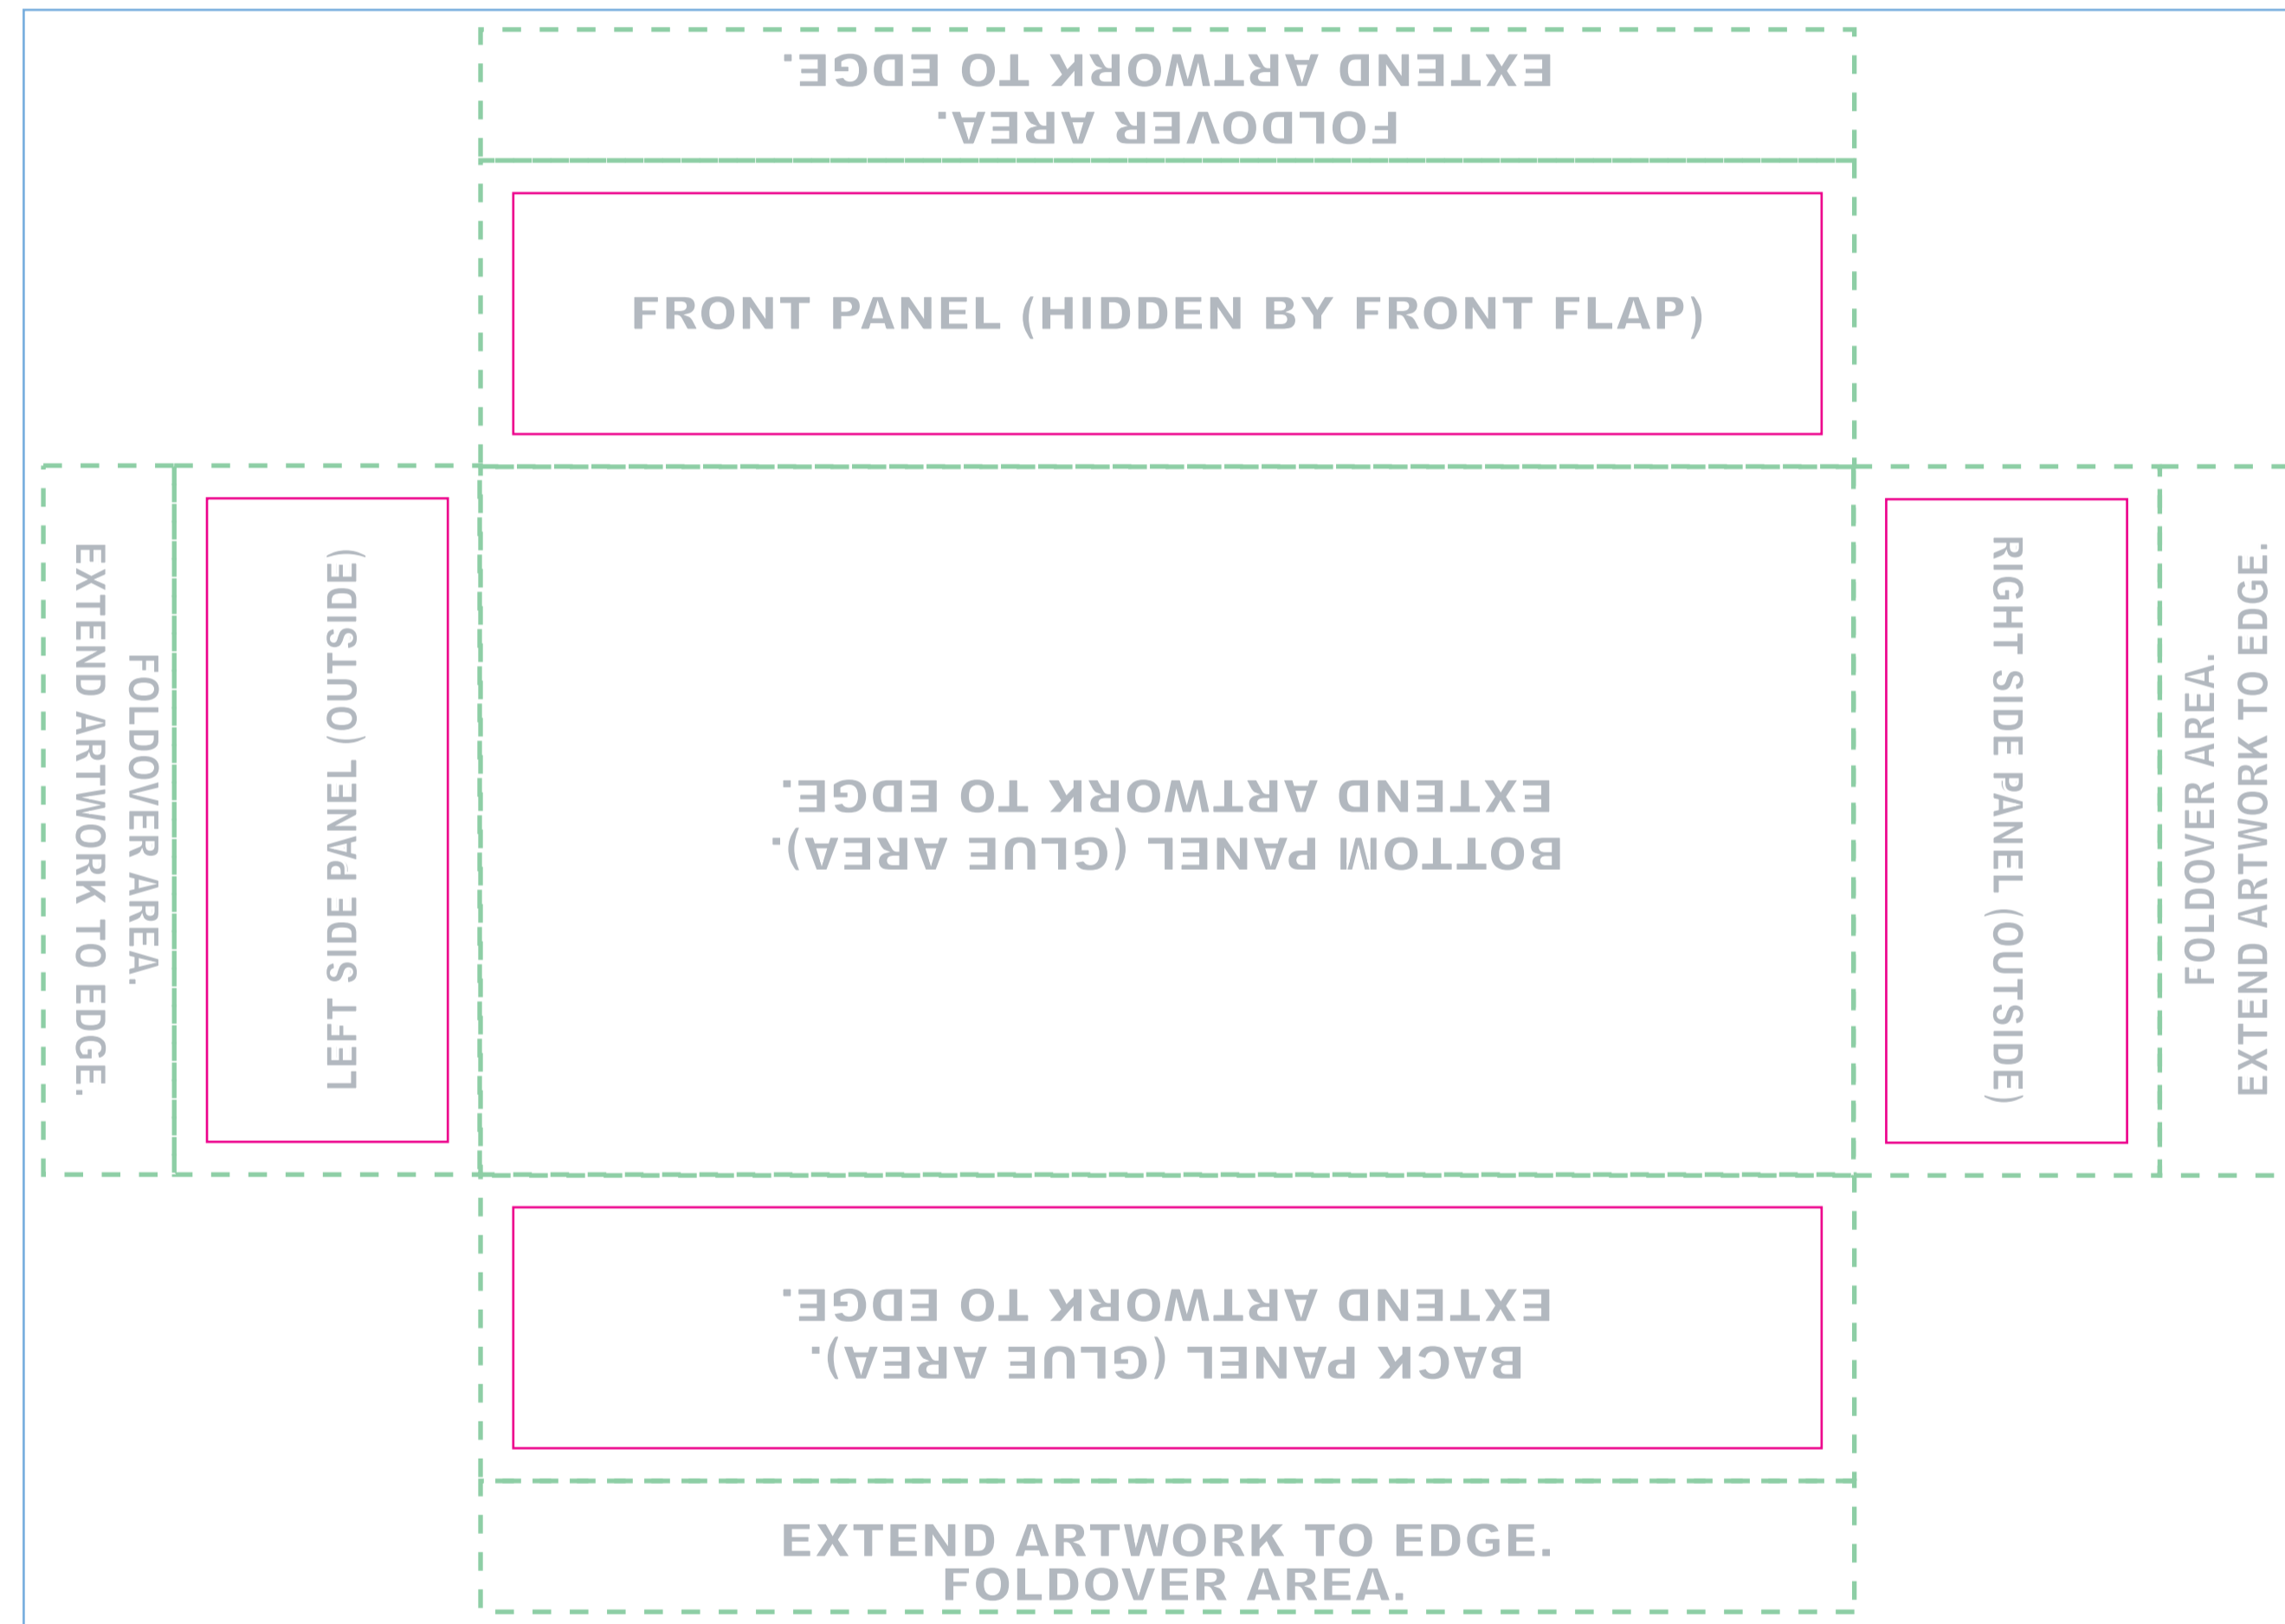 EXTEND ARTWORK TO EDGE.
FOLDOVER AREA.
FRONT PANEL (HIDDEN BY FRONT FLAP)
EXTEND ARTWORK TO EDGE.
FOLDOVER AREA.
LEFT SIDE PANEL (OUTSIDE)
EXTEND ARTWORK TO EDGE.
BOTTOM PANEL (GLUE AREA).
RIGHT SIDE PANEL (OUTSIDE)
FOLDOVER AREA.
EXTEND ARTWORK TO EDGE.
EXTEND ARTWORK TO EDGE.
BACK PANEL (GLUE AREA).
EXTEND ARTWORK TO EDGE.
FOLDOVER AREA.